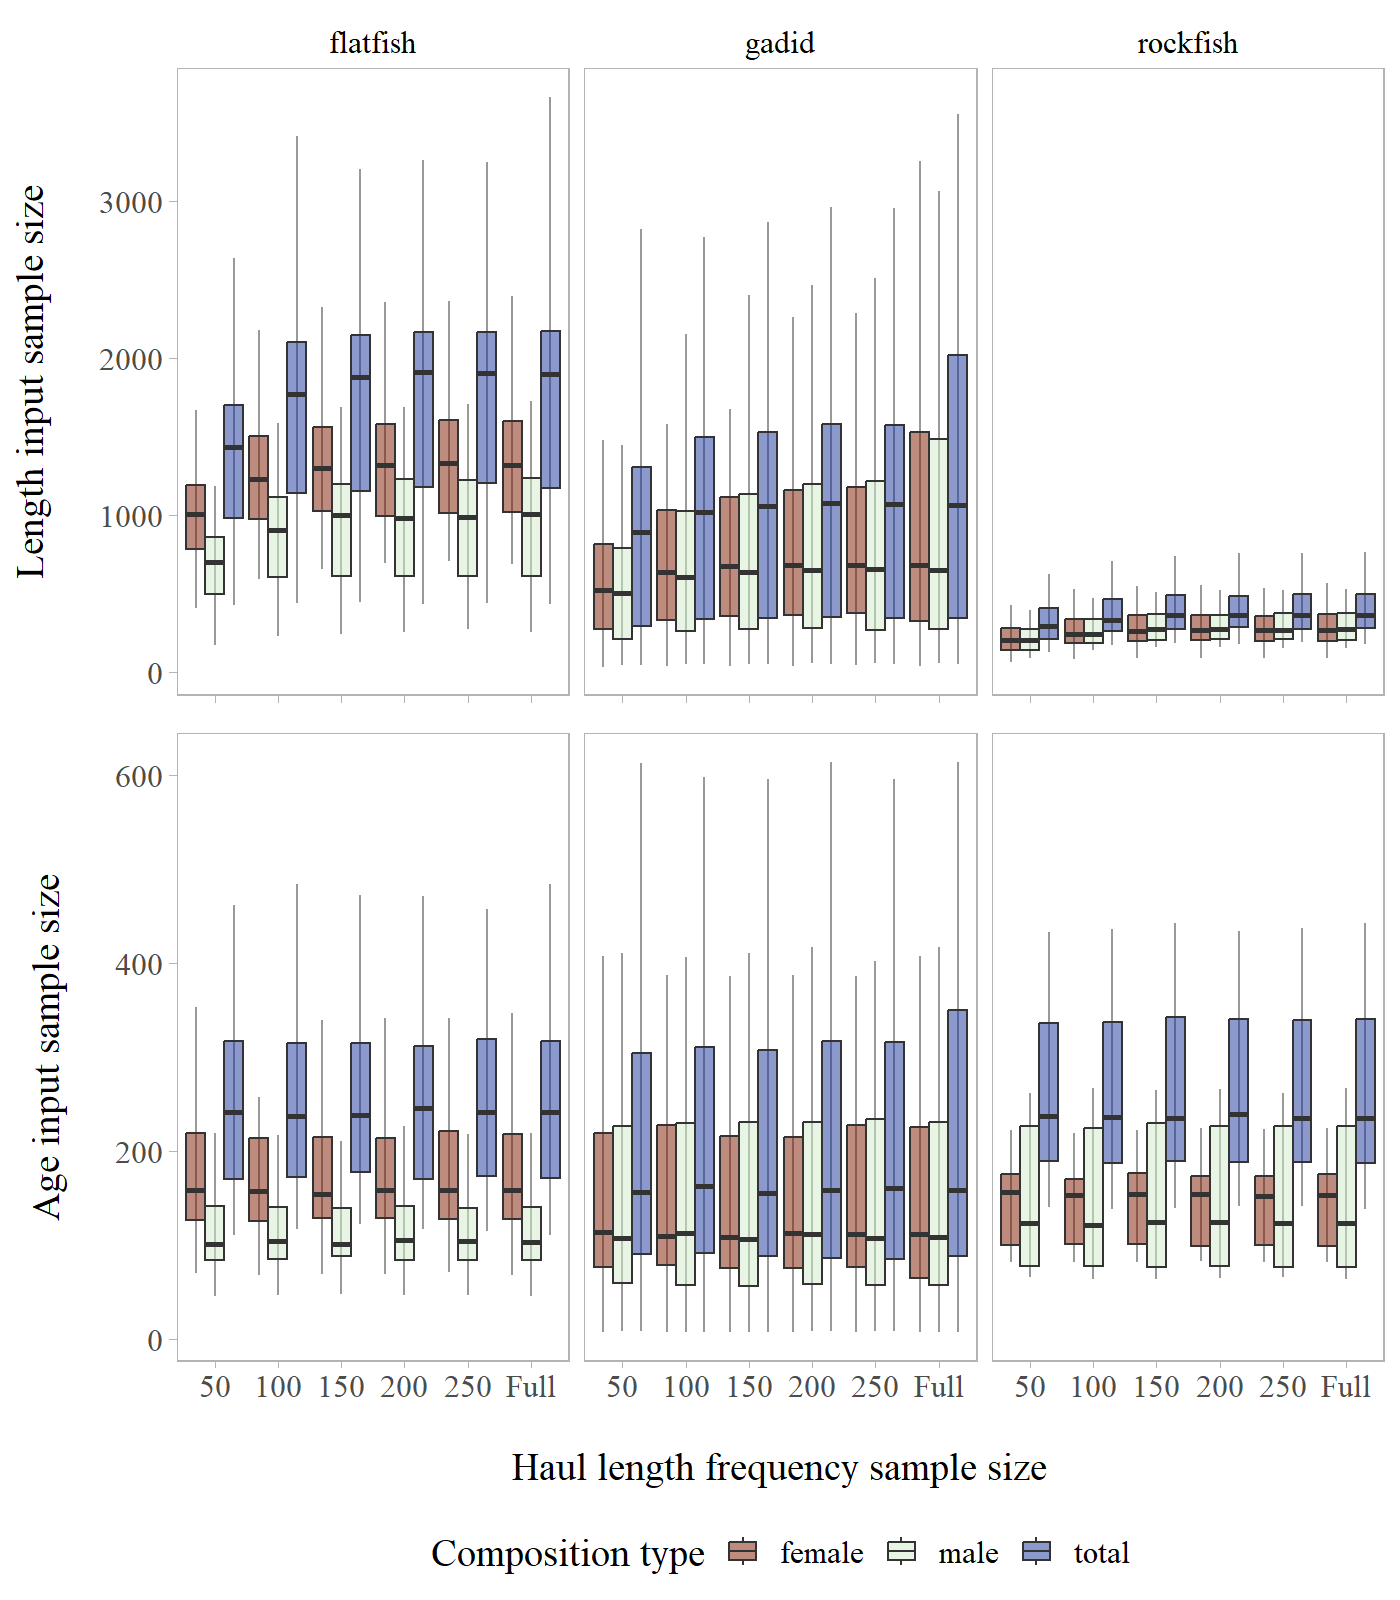 flatfish gadid rockfish
Length input sample size
3000
2000
1000
0
Age input sample size
600
400
200
0
50 100 150 200 250 Full 50 100 150 200 250 Full 50 100 150 200 250 Full
Haul length frequency sample size
Composition type female male total